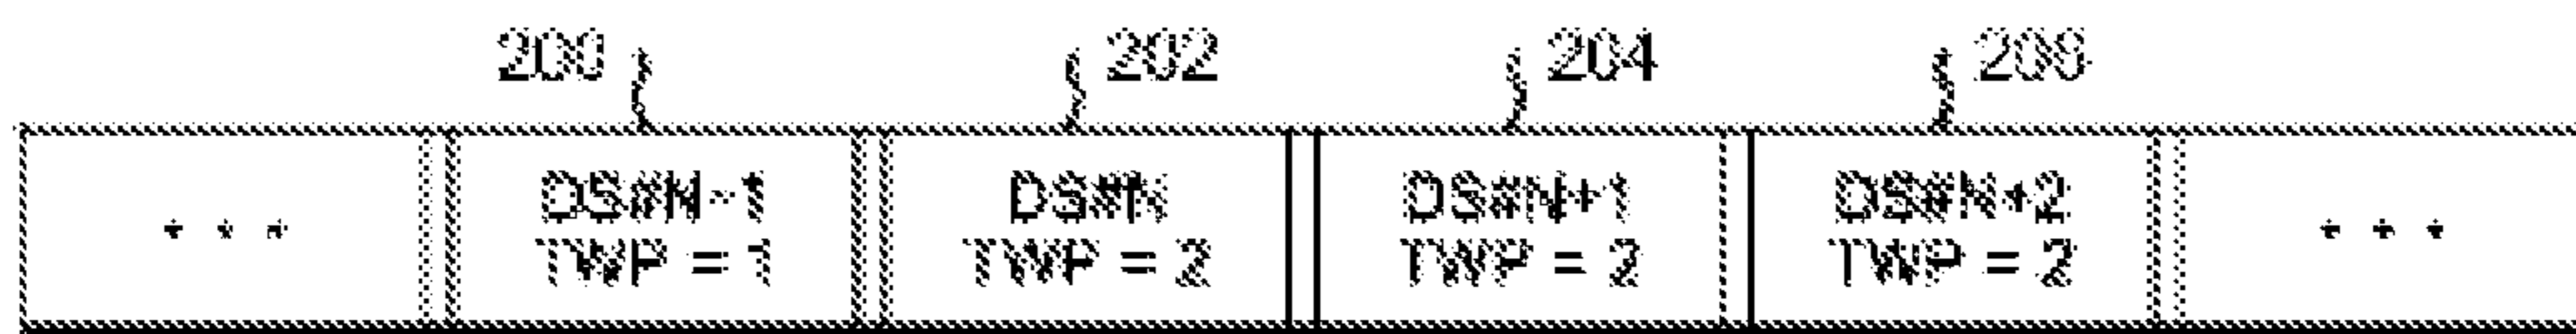 200 202 204 206
DS#N-1 DS#N DS#N+1 DS#N+2
TWP = 1 TWP = 2 TWP = 2 TWP = 2
• • • • • •